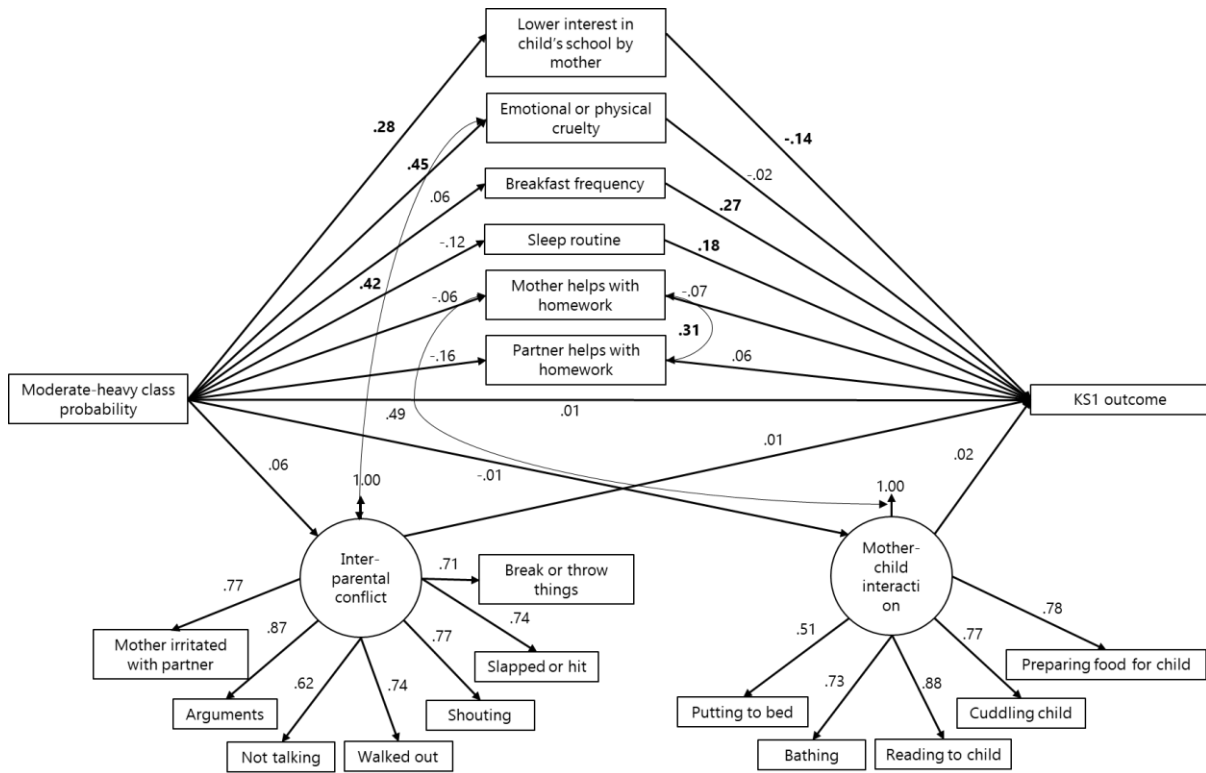 Lower interest in
child's school by
mother
Emotional or physical
cruelty
.28
-.14
.45
-.02
.06
Breakfast frequency
.27
-.12
Sleep routine
.18
.42
-.06
Mother helps with
homework
-.07
.31
-.16
Partner helps with
homework
.06
Moderate-heavy class
probability
KS1 outcome
.49
.01
.01
.02
.06
-.01
1.00
1.00
Inter-
parental
conflict
Mother-
child
interacti
on
.71
Break or throw
things
.77
.74
.78
Mother irritated
with partner
.87
.77
Slapped or hit
.51
.77
Preparing food for child
.62
.74
.73
.88
Arguments
Shouting
Putting to bed
Cuddling child
Not talking
Walked out
Bathing
Reading to child